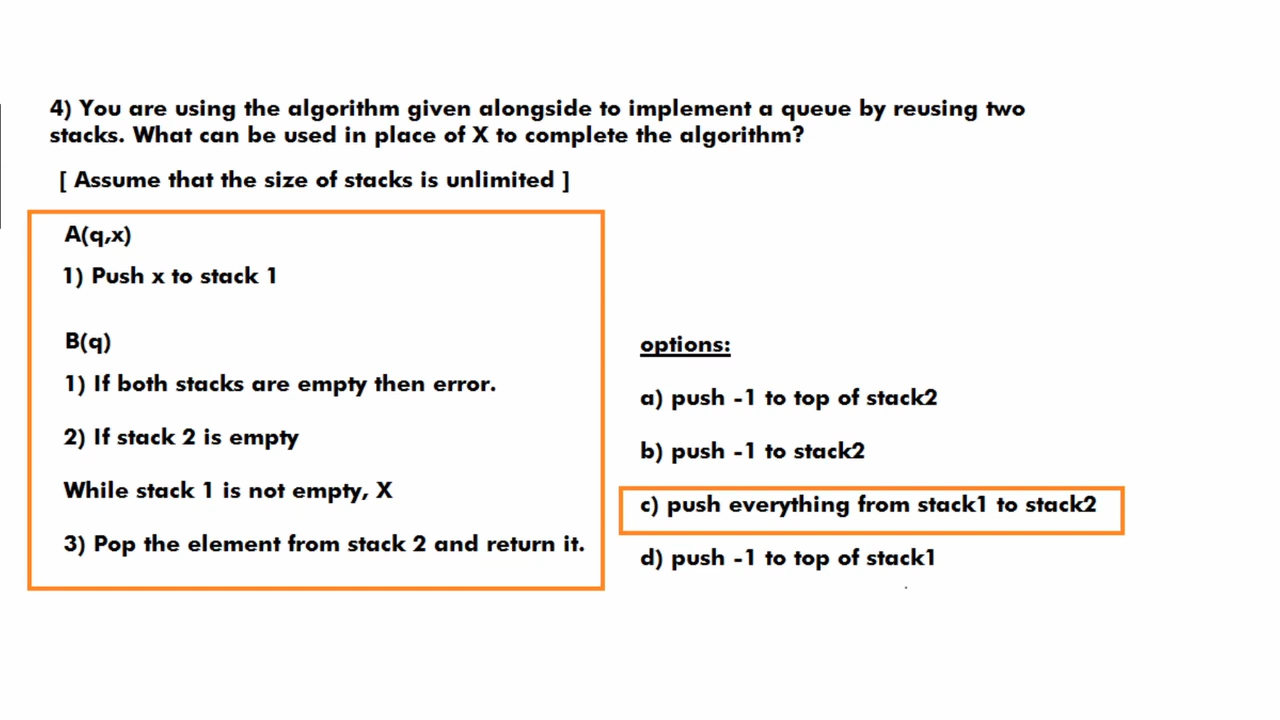 4) You are using the algorithm given alongside to implement a queue by reusing two
stacks. What can be used in place of X to complete the algorithm?
[ Assume that the size of stacks is unlimited ]
A(q,x)
1) Push x to stack 1
B(q)
1) If both stacks are empty then error.
2) If stack 2 is empty
While stack 1 is not empty, X
3) Pop the element from stack 2 and return it.
options:
a) push -1 to top of stack2
b) push -1 to stack2
c) push everything from stack1 to stack2
d) push -1 to top of stack1